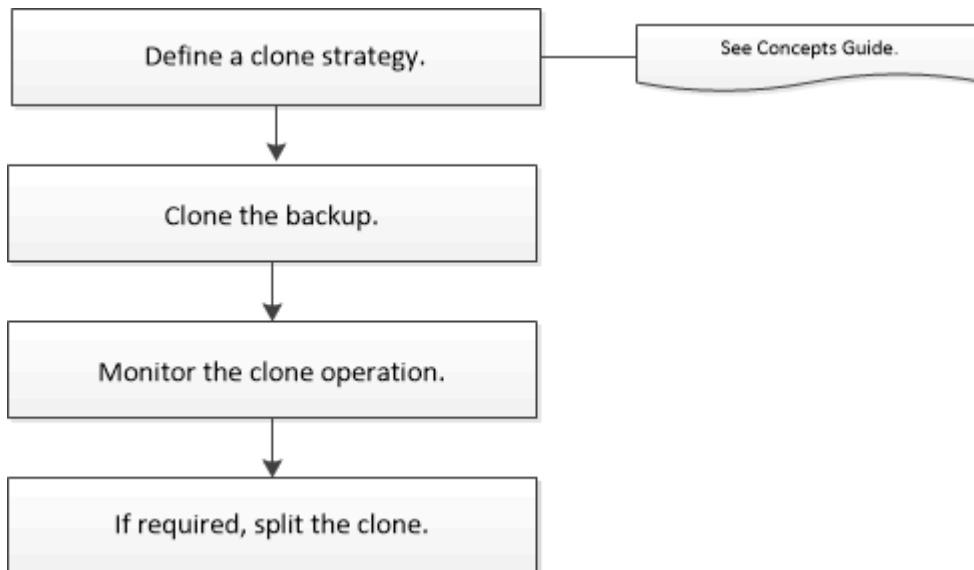 Define a clone strategy.
See Concepts Guide.
Clone the backup.
Monitor the clone operation.
If required, split the clone.